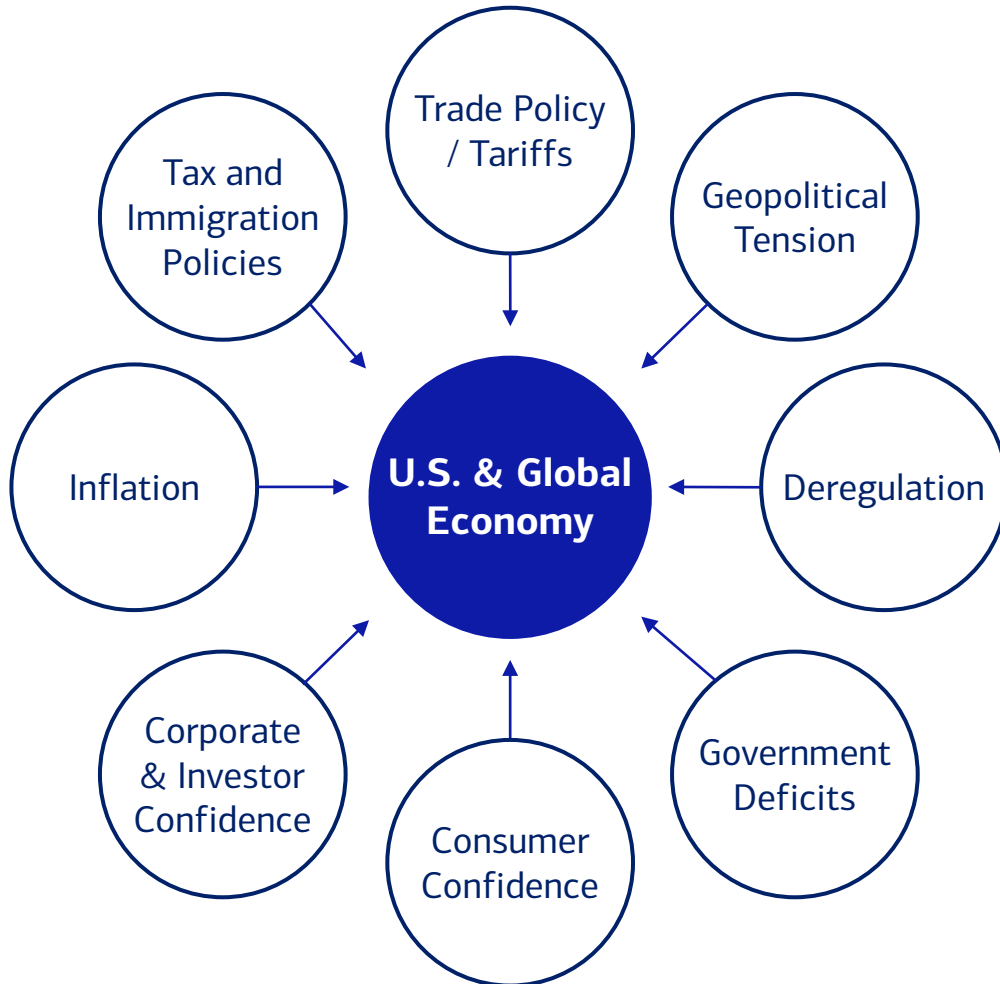 Trade Policy
/ Tariffs
Geopolitical
Tension
Deregulation
Government
Deficits
Consumer
Confidence
Corporate
& Investor
Confidence
Inflation
Tax and
Immigration
Policies
U.S. & Global
Economy